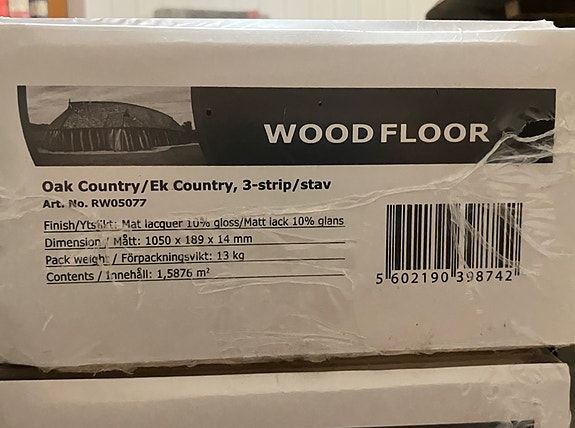 WOOD FLOOR
Oak Country/Ek Country, 3-strip/stav
Art. No. RW05077
Finish/Ytskikt: Mat lacquer 10% gloss/Matt lack 10% glans
Dimension / Mått: 1050 x 189 x 14 mm
Pack weight / Förpackningsvikt: 13 kg
Contents / Innehåll: 1,5876 m²
5 602190 398742